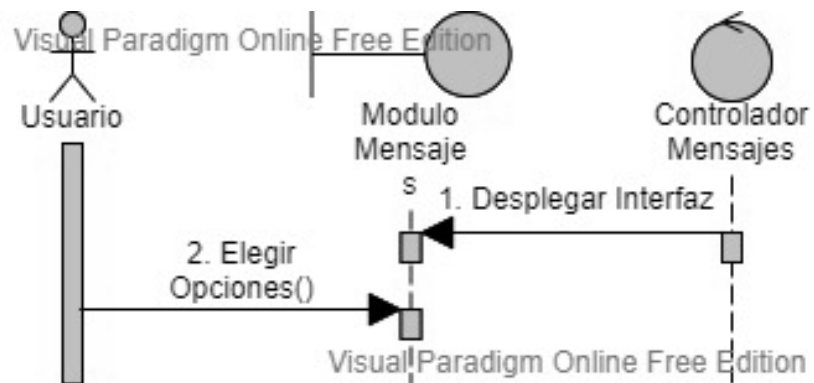 Visual Paradigm Online Free Edition
Usuario
Modulo
Mensaje
s
Controlador
Mensajes
1. Desplegar Interfaz
2. Elegir
Opciones()
Visual Paradigm Online Free Edition